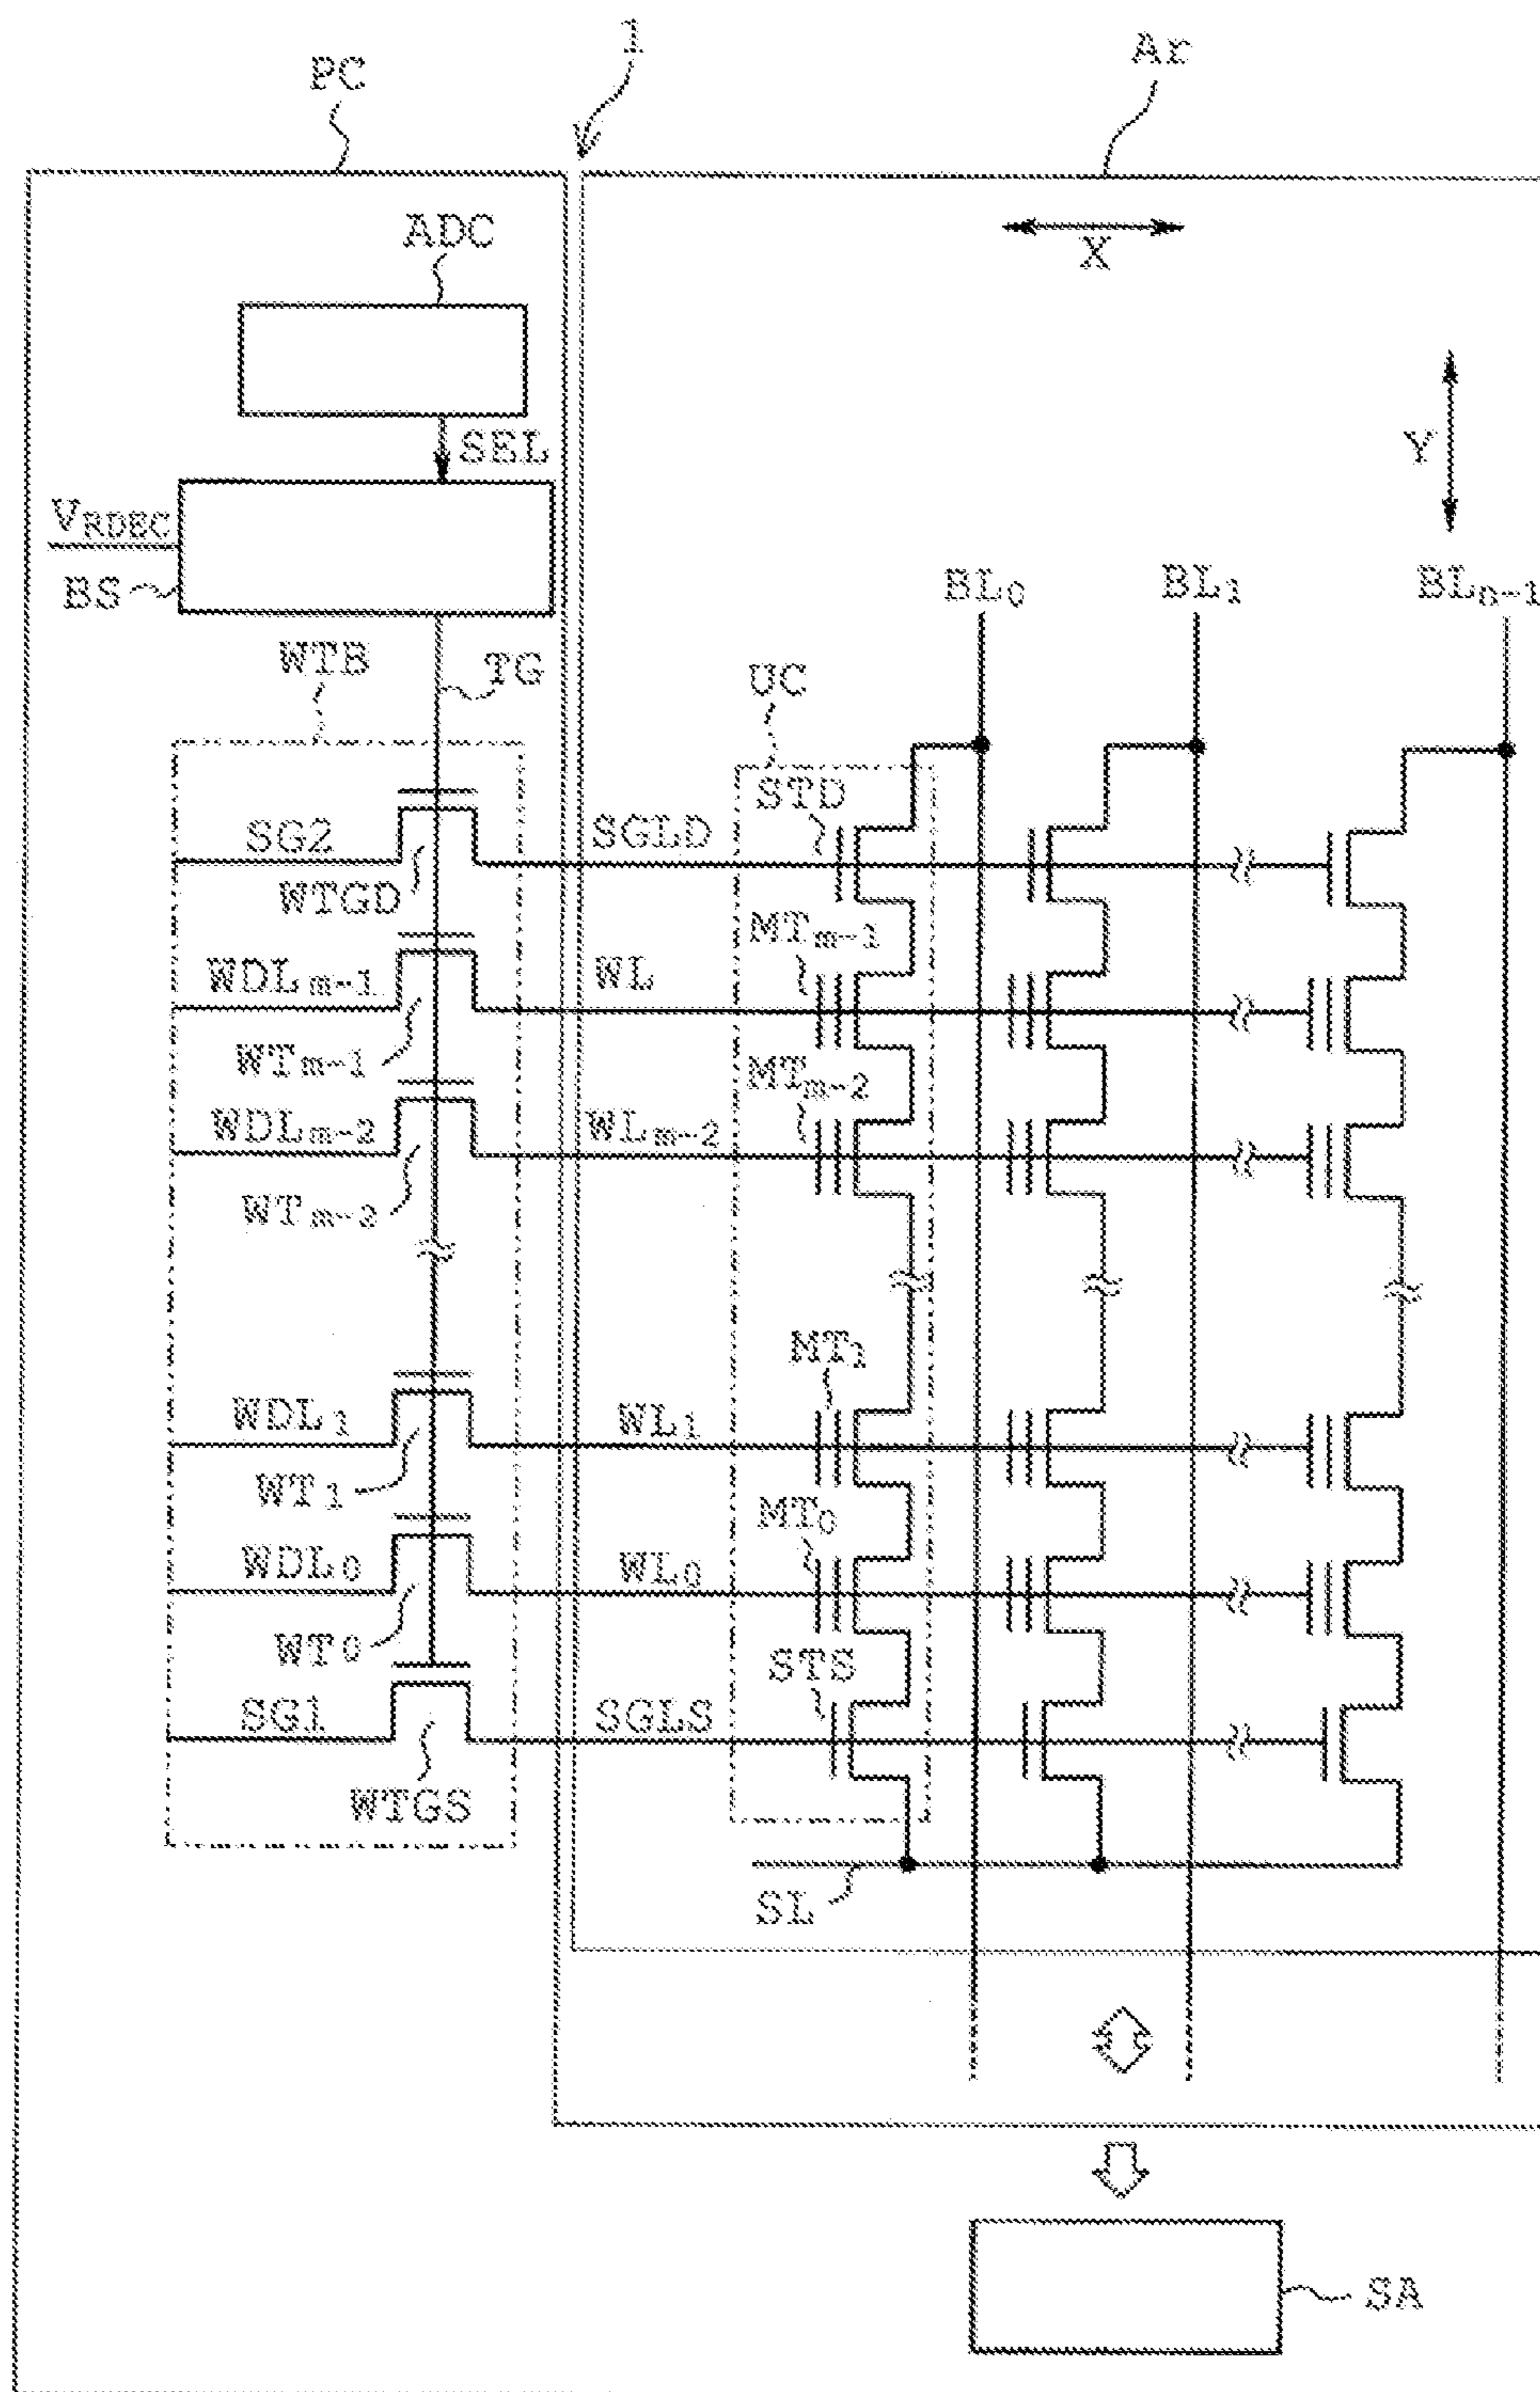 1
PC
Ar
ADC
X
SEL
Y
VRDEC
BS
BL0
BL1
BLn-1
WTB
TG
UC
STD
SG2
SGLD
WTGD
MTm-1
WDLm-1
WL
WTm-1
MTm-2
WDLm-2
WLm-2
WTm-2
MT1
WDL1
WL1
WT1
MT0
WDL0
WL0
WT0
STS
SG1
SGLS
WTGS
SL
SA